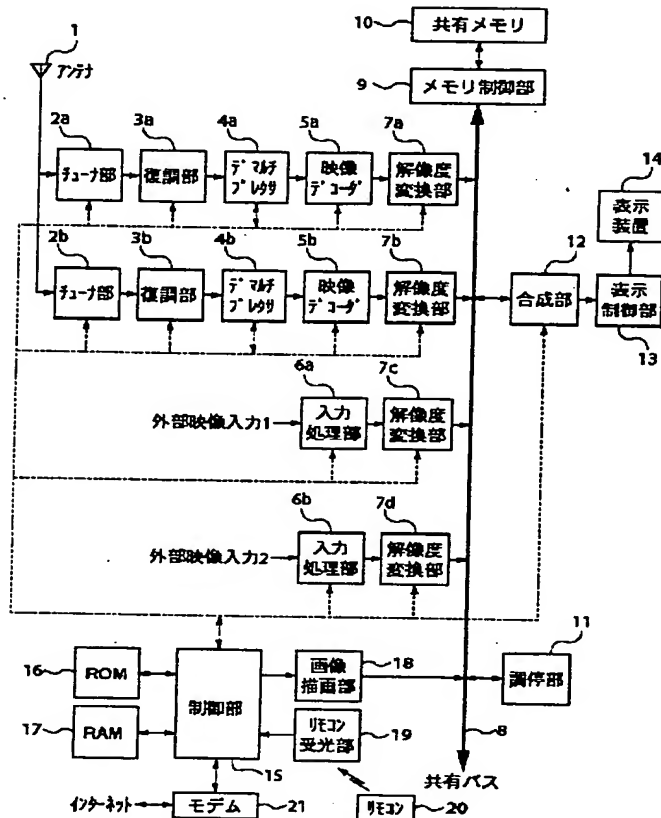 10
共有メモリ
1
アンテナ
9
メモリ制御部
2a
3a
4a
5a
7a
チューナ部
復調部
デマルチ
プレクサ
映像
デコーダ
解像度
変換部
14
表示
装置
2b
3b
4b
5b
7b
12
チューナ部
復調部
デマルチ
プレクサ
映像
デコーダ
解像度
変換部
合成部
表示
制御部
13
6a
7c
外部映像入力1
入力
処理部
解像度
変換部
6b
7d
外部映像入力2
入力
処理部
解像度
変換部
11
16
ROM
制御部
画像
描画部
18
調停部
17
RAM
リモコン
受光部
19
8
15
共有バス
インターネット
モデム
21
リモコン
20